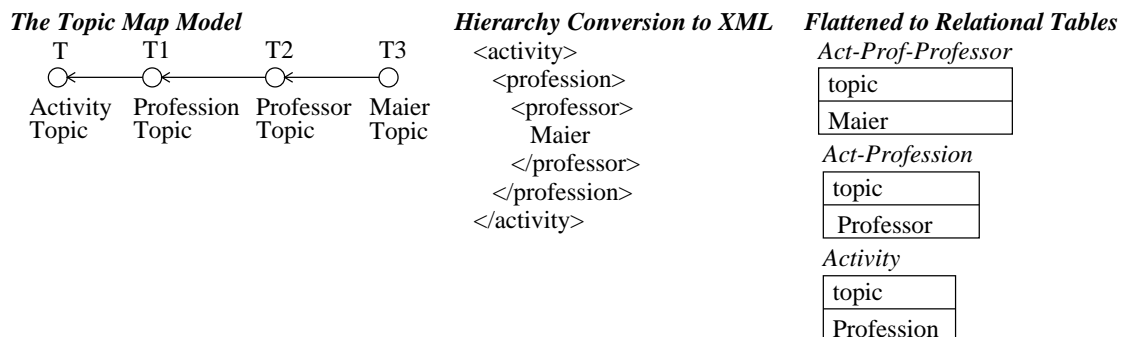 The Topic Map Model
T T1 T2 T3
Activity Profession Professor Maier
Topic Topic Topic Topic
Hierarchy Conversion to XML
<activity>
<profession>
<professor>
Maier
</professor>
</profession>
</activity>
Flattened to Relational Tables
Act-Prof-Professor
topic
Maier
Act-Profession
topic
Professor
Activity
topic
Profession